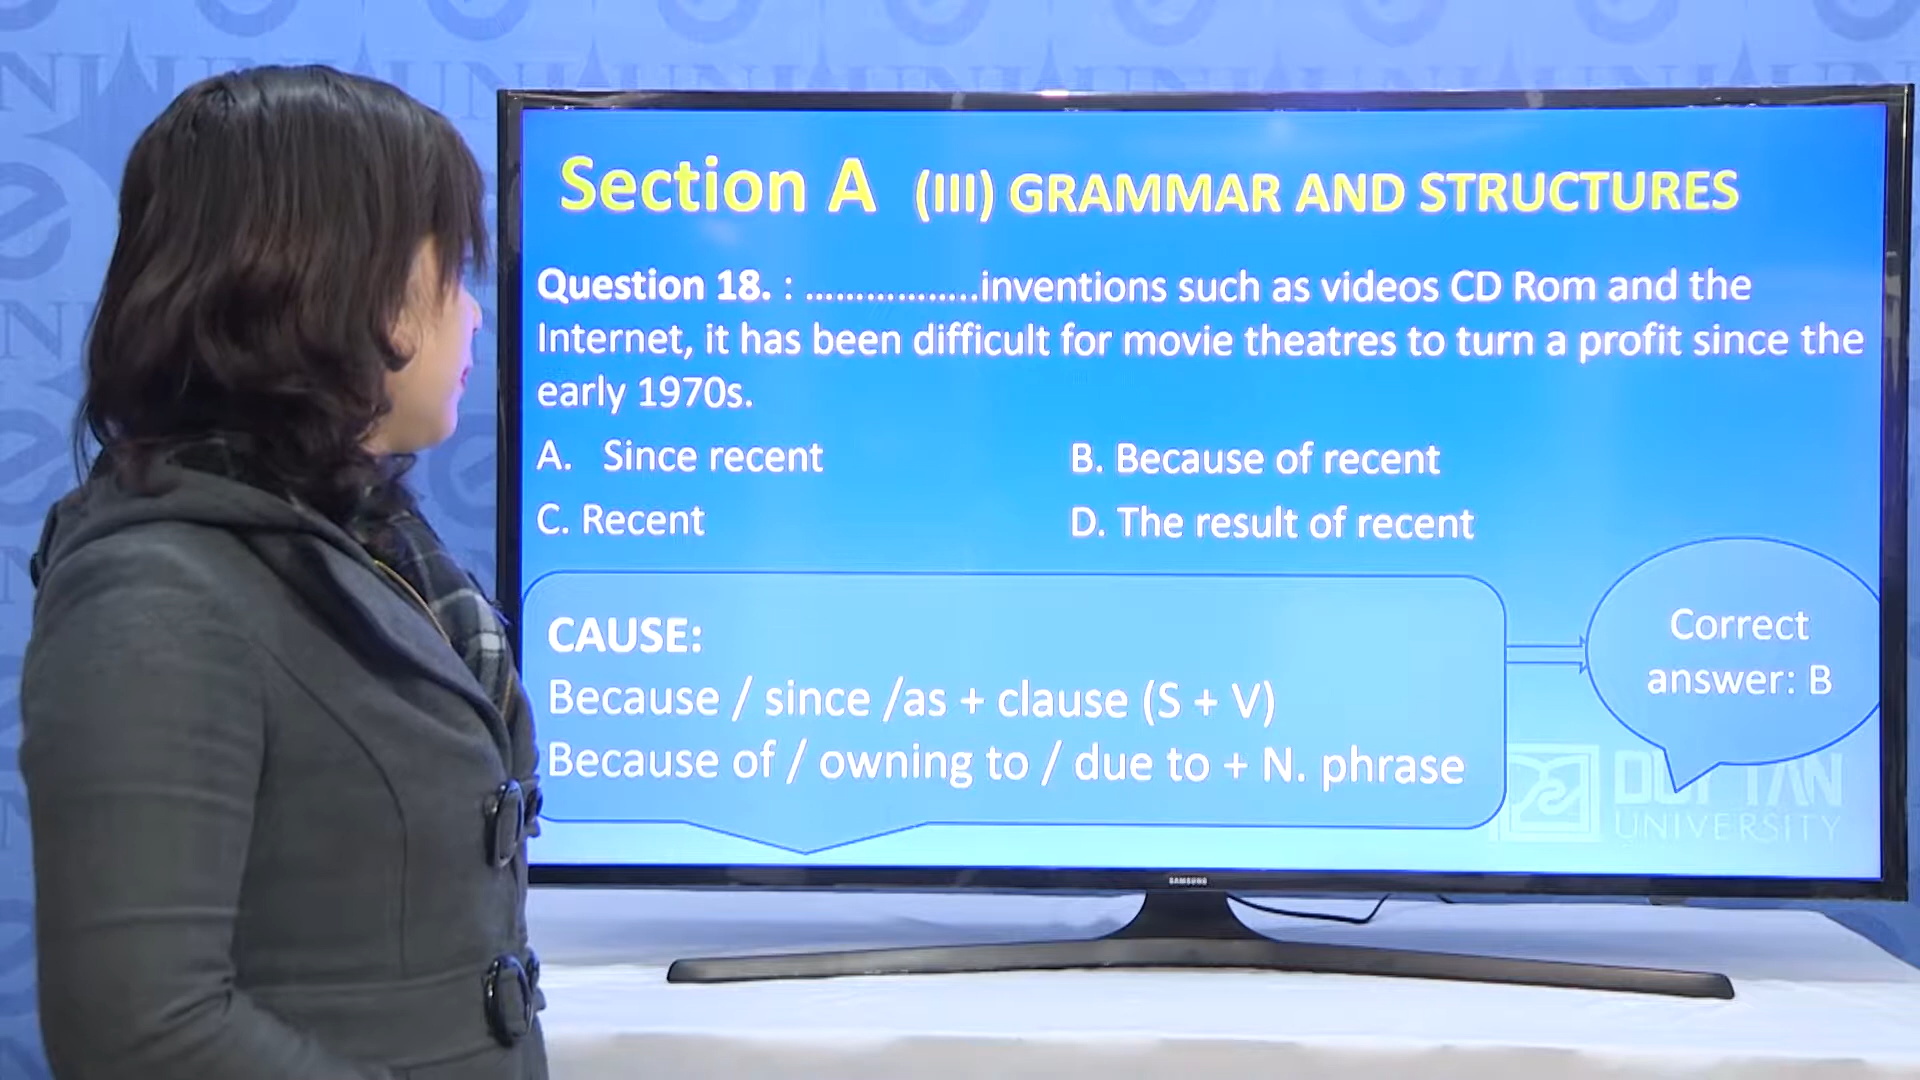 Section A (III) GRAMMAR AND STRUCTURES
Question 18. : .................inventions such as videos CD Rom and the
Internet, it has been difficult for movie theatres to turn a profit since the
early 1970s.
A. Since recent
B. Because of recent
C. Recent
D. The result of recent
CAUSE:
Because / since /as + clause (S + V)
Because of / owning to / due to + N. phrase
Correct
answer: B
UNIVERSITY
SAMSUNG